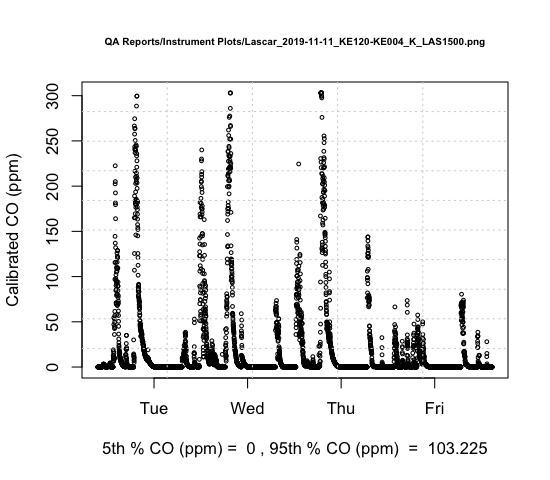 QA Reports/Instrument Plots/Lascar_2019-11-11_KE120-KE004_K_LAS1500.png
300
250
200
150
100
50
0
Calibrated CO (ppm)
Tue Wed Thu Fri
5th % CO (ppm) = 0 , 95th % CO (ppm) = 103.225